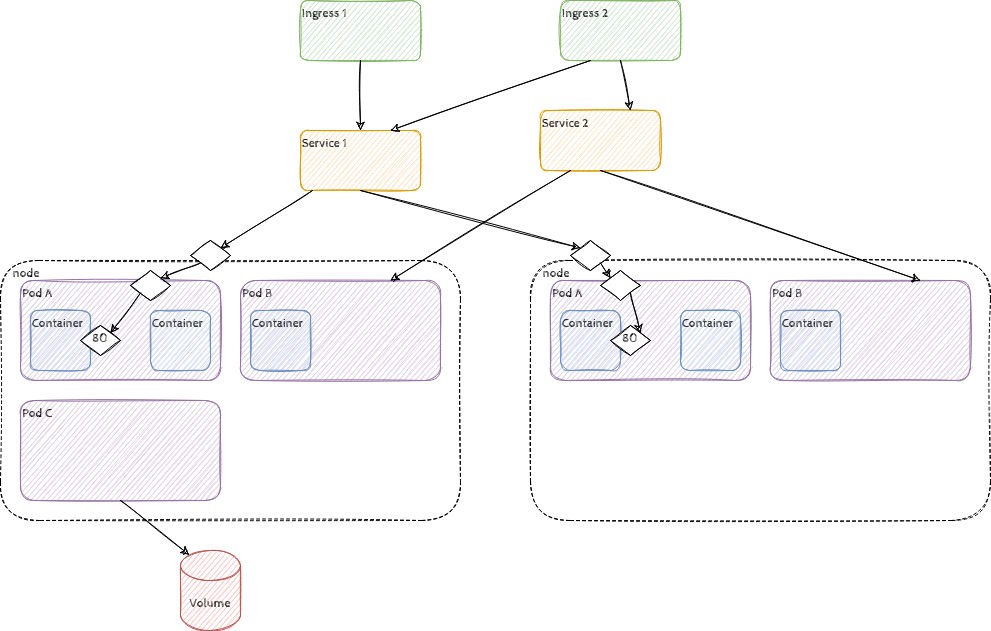 Ingress 1
Ingress 2
Service 1
Service 2
node
Pod A
Container
80
Container
Pod B
Container
Pod C
node
Pod A
Container
80
Container
Pod B
Container
Volume